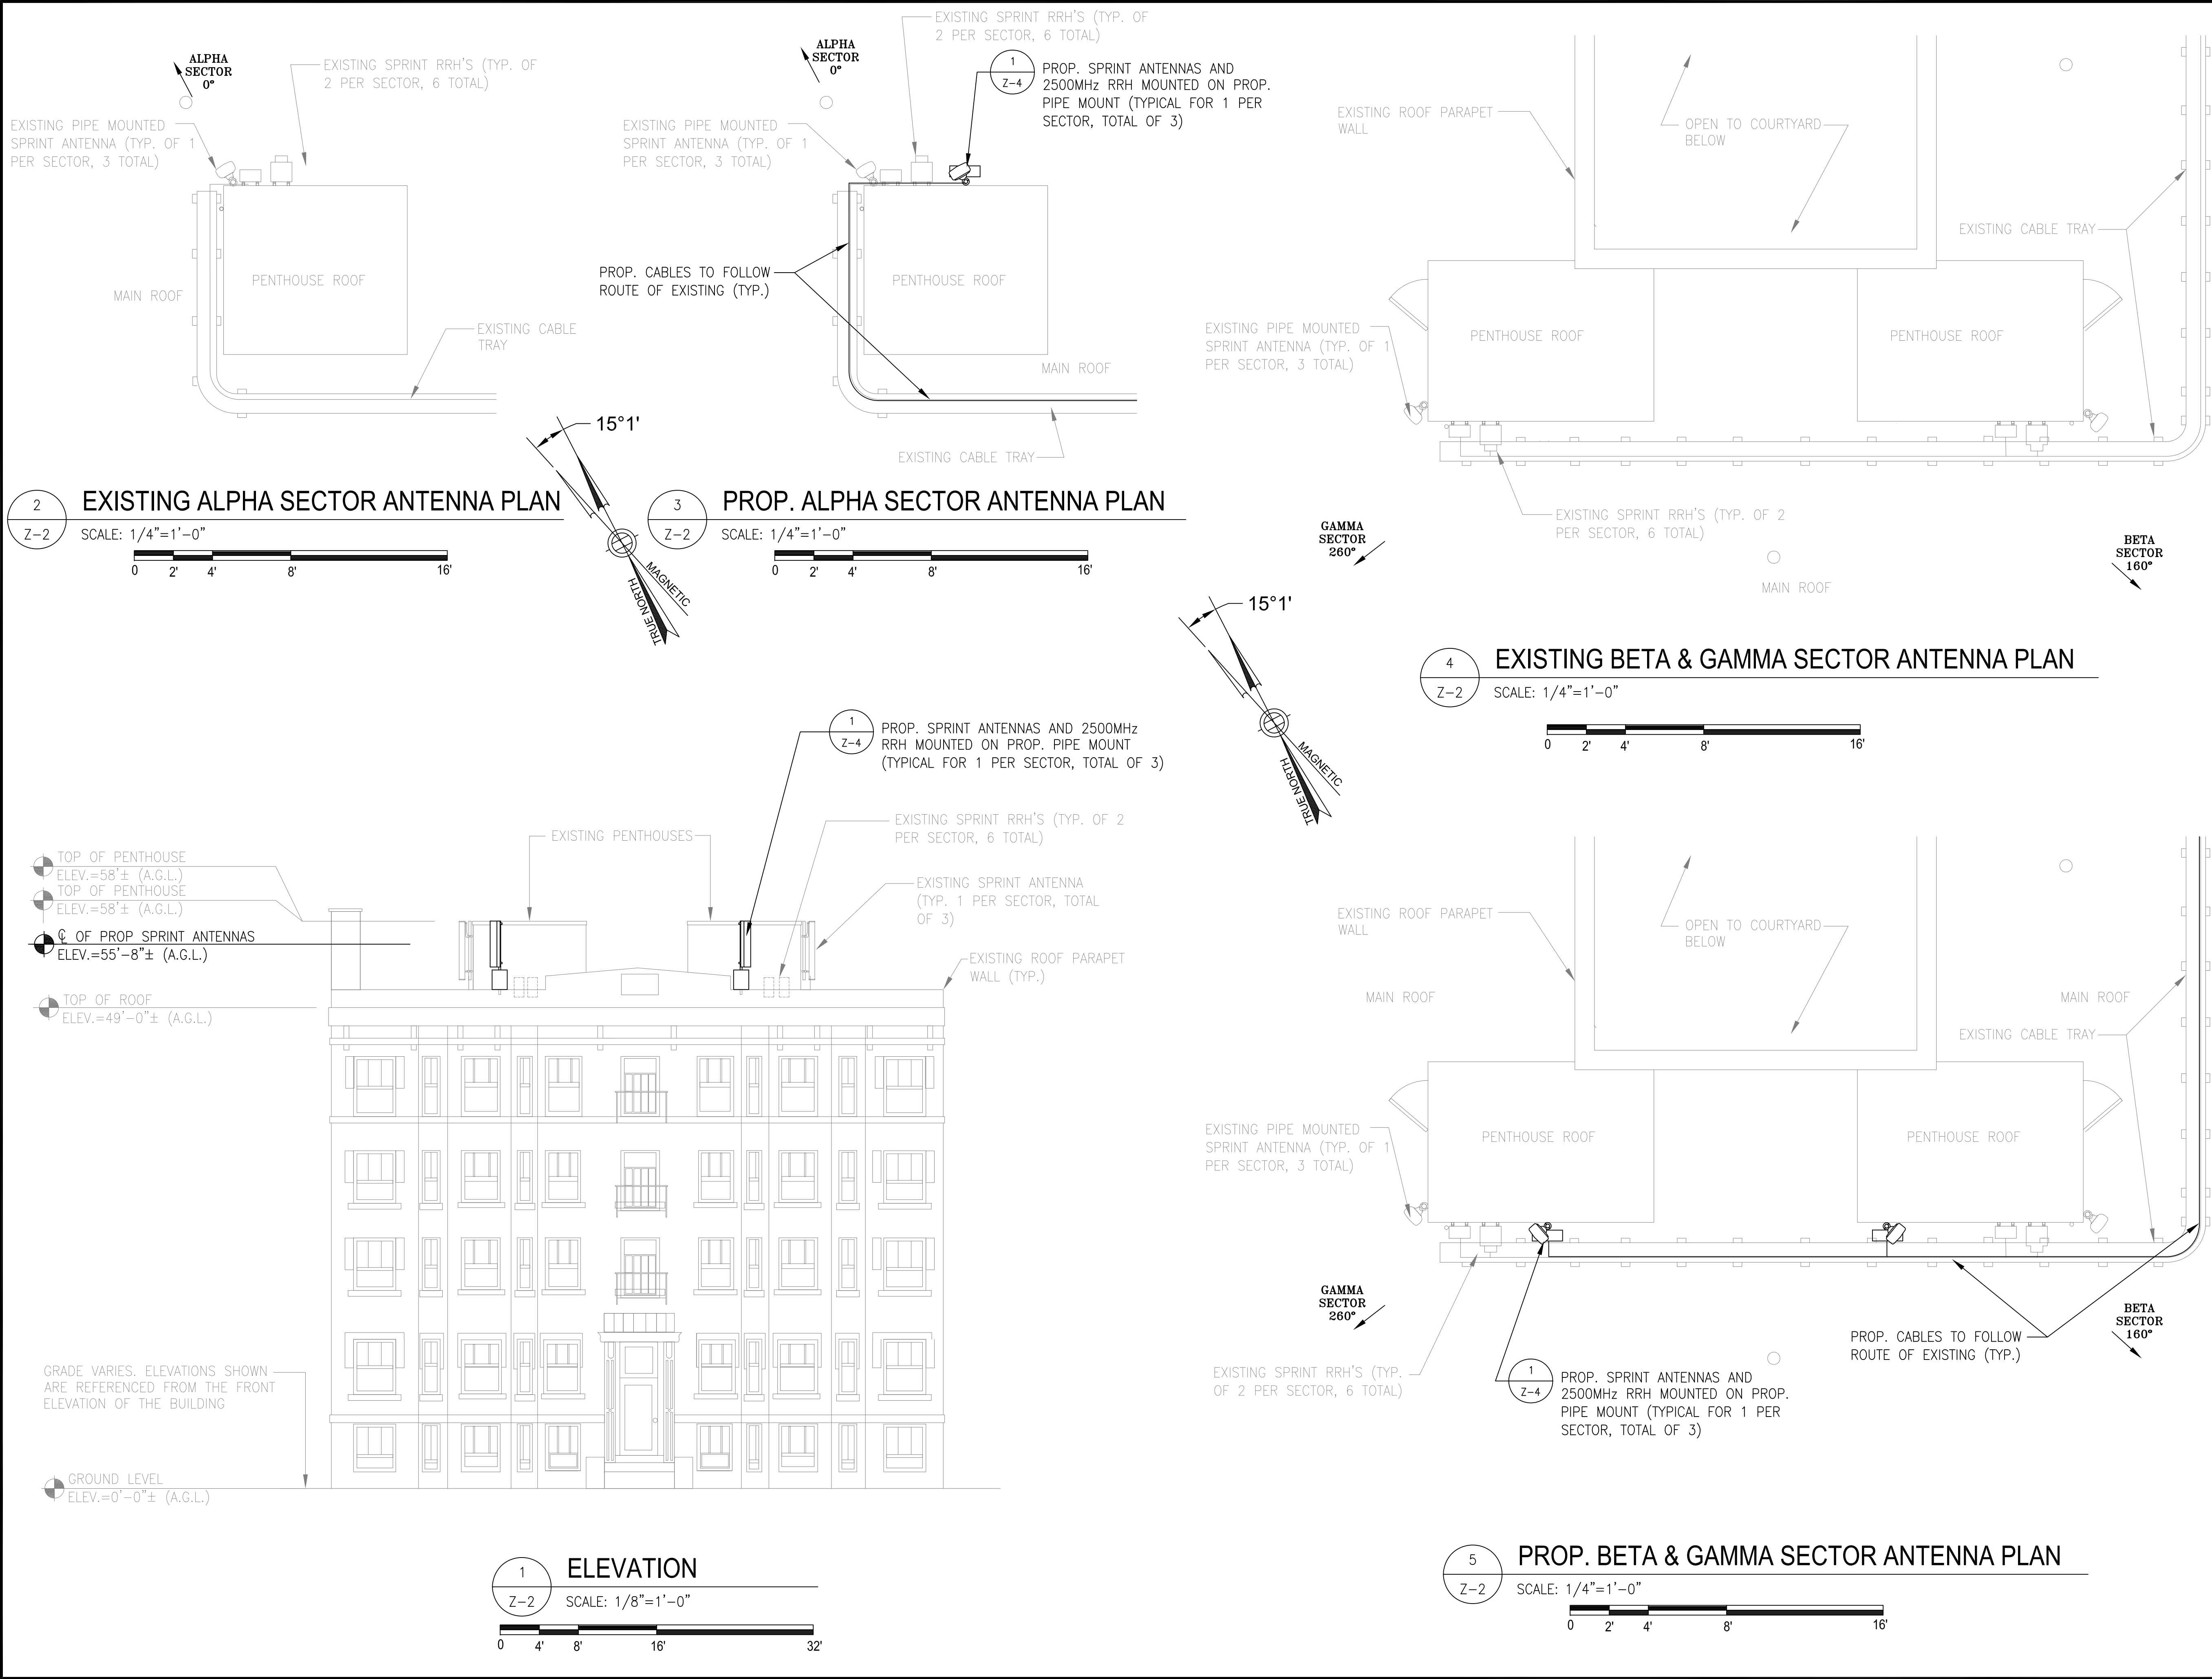 ALPHA
SECTOR
0°
EXISTING SPRINT RRH'S (TYP. OF
2 PER SECTOR, 6 TOTAL)
EXISTING PIPE MOUNTED
SPRINT ANTENNA (TYP. OF 1
PER SECTOR, 3 TOTAL)
PENTHOUSE ROOF
MAIN ROOF
EXISTING CABLE
TRAY
2
Z-2
EXISTING ALPHA SECTOR ANTENNA PLAN
SCALE: 1/4"=1'-0"
0 2' 4' 8' 16'
15°1'
MAGNETIC
TRUE NORTH
ALPHA
SECTOR
0°
EXISTING SPRINT RRH'S (TYP. OF
2 PER SECTOR, 6 TOTAL)
1
Z-4
PROP. SPRINT ANTENNAS AND
2500MHz RRH MOUNTED ON PROP.
PIPE MOUNT (TYPICAL FOR 1 PER
SECTOR, TOTAL OF 3)
EXISTING PIPE MOUNTED
SPRINT ANTENNA (TYP. OF 1
PER SECTOR, 3 TOTAL)
PROP. CABLES TO FOLLOW
ROUTE OF EXISTING (TYP.)
PENTHOUSE ROOF
MAIN ROOF
EXISTING CABLE TRAY
3
Z-2
PROP. ALPHA SECTOR ANTENNA PLAN
SCALE: 1/4"=1'-0"
0 2' 4' 8' 16'
EXISTING ROOF PARAPET
WALL
OPEN TO COURTYARD
BELOW
EXISTING CABLE TRAY
PENTHOUSE ROOF
PENTHOUSE ROOF
EXISTING PIPE MOUNTED
SPRINT ANTENNA (TYP. OF 1
PER SECTOR, 3 TOTAL)
EXISTING SPRINT RRH'S (TYP. OF 2
PER SECTOR, 6 TOTAL)
GAMMA
SECTOR
260°
BETA
SECTOR
160°
MAIN ROOF
15°1'
MAGNETIC
TRUE NORTH
4
Z-2
EXISTING BETA & GAMMA SECTOR ANTENNA PLAN
SCALE: 1/4"=1'-0"
0 2' 4' 8' 16'
1
Z-4
PROP. SPRINT ANTENNAS AND 2500MHz
RRH MOUNTED ON PROP. PIPE MOUNT
(TYPICAL FOR 1 PER SECTOR, TOTAL OF 3)
EXISTING PENTHOUSES
EXISTING SPRINT RRH'S (TYP. OF 2
PER SECTOR, 6 TOTAL)
EXISTING SPRINT ANTENNA
(TYP. 1 PER SECTOR, TOTAL
OF 3)
EXISTING ROOF PARAPET
WALL (TYP.)
TOP OF PENTHOUSE
ELEV.=58'± (A.G.L.)
TOP OF PENTHOUSE
ELEV.=58'± (A.G.L.)
℄ OF PROP SPRINT ANTENNAS
ELEV.=55'-8"± (A.G.L.)
TOP OF ROOF
ELEV.=49'-0"± (A.G.L.)
GRADE VARIES. ELEVATIONS SHOWN
ARE REFERENCED FROM THE FRONT
ELEVATION OF THE BUILDING
GROUND LEVEL
ELEV.=0'-0"± (A.G.L.)
1
Z-2
ELEVATION
SCALE: 1/8"=1'-0"
0 4' 8' 16' 32'
EXISTING ROOF PARAPET
WALL
OPEN TO COURTYARD
BELOW
MAIN ROOF
MAIN ROOF
EXISTING CABLE TRAY
EXISTING PIPE MOUNTED
SPRINT ANTENNA (TYP. OF 1
PER SECTOR, 3 TOTAL)
PENTHOUSE ROOF
PENTHOUSE ROOF
GAMMA
SECTOR
260°
BETA
SECTOR
160°
PROP. CABLES TO FOLLOW
ROUTE OF EXISTING (TYP.)
EXISTING SPRINT RRH'S (TYP.
OF 2 PER SECTOR, 6 TOTAL)
1
Z-4
PROP. SPRINT ANTENNAS AND
2500MHz RRH MOUNTED ON PROP.
PIPE MOUNT (TYPICAL FOR 1 PER
SECTOR, TOTAL OF 3)
5
Z-2
PROP. BETA & GAMMA SECTOR ANTENNA PLAN
SCALE: 1/4"=1'-0"
0 2' 4' 8' 16'